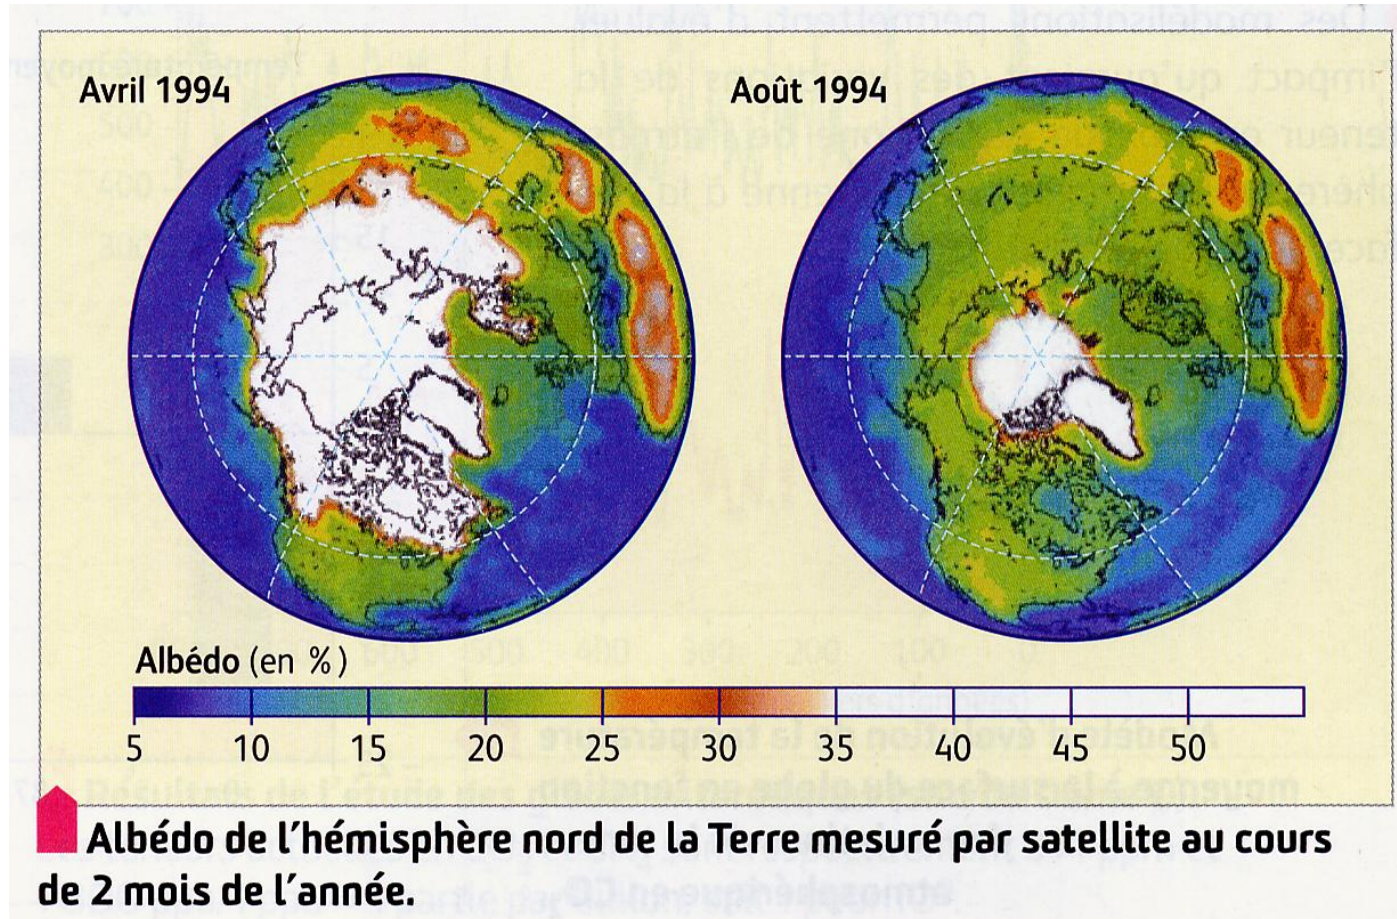 Avril 1994
Août 1994
Albédo (en %)
5 10 15 20 25 30 35 40 45 50
Albédo de l'hémisphère nord de la Terre mesuré par satellite au cours
de 2 mois de l'année.